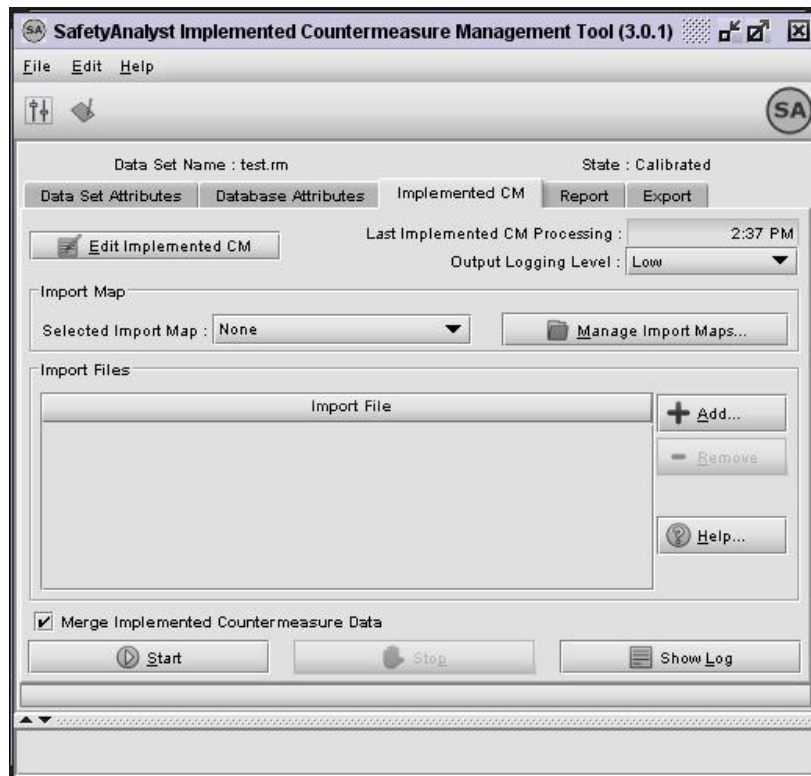 SA SafetyAnalyst Implemented Countermeasure Management Tool (3.0.1)
File Edit Help
SA
Data Set Name : test.rm State : Calibrated
Data Set Attributes Database Attributes Implemented CM Report Export
Edit Implemented CM Last Implemented CM Processing : 2:37 PM
Output Logging Level : Low
Import Map
Selected Import Map : None Manage Import Maps...
Import Files
Import File
Add...
Remove
Help...
Merge Implemented Countermeasure Data
Start Stop Show Log